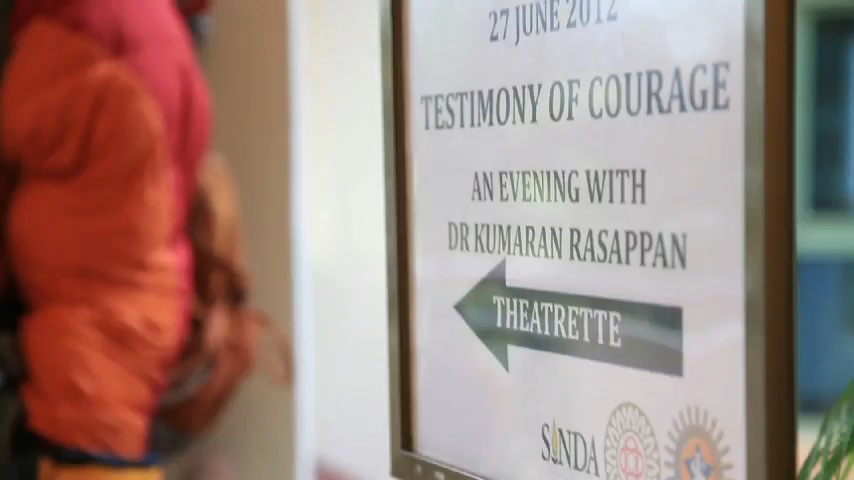 27 JUNE 2012
TESTIMONY OF COURAGE
AN EVENING WITH
DR KUMARAN RASAPPAN
THEATRETTE
SINDA